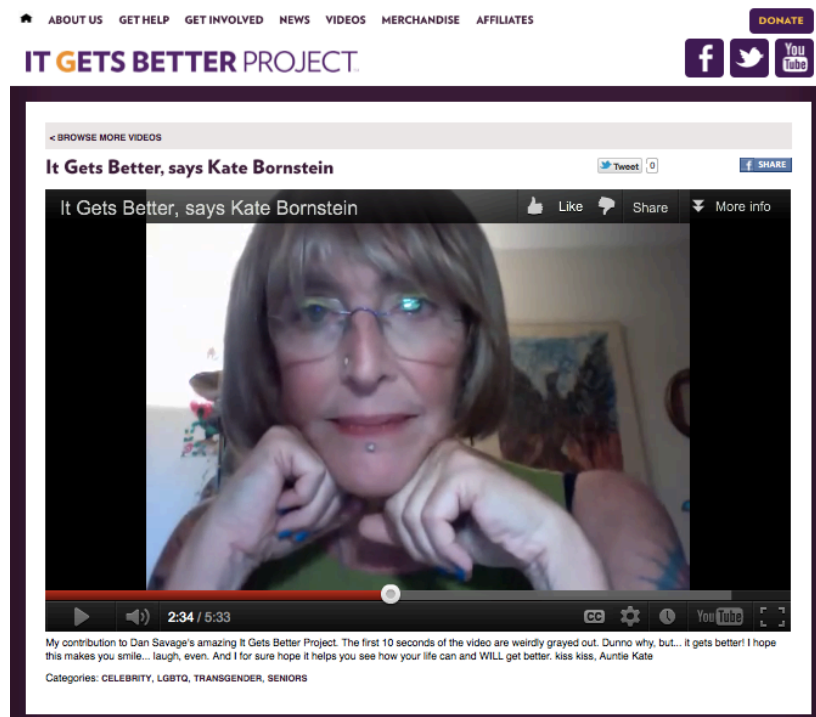 ABOUT US GET HELP GET INVOLVED NEWS VIDEOS MERCHANDISE AFFILIATES
DONATE
IT GETS BETTER PROJECT
f You Tube
< BROWSE MORE VIDEOS
It Gets Better, says Kate Bornstein
Tweet 0 f SHARE
It Gets Better, says Kate Bornstein Like Share More info
2:34 / 5:33 CC YouTube
My contribution to Dan Savage's amazing It Gets Better Project. The first 10 seconds of the video are weirdly grayed out. Dunno why, but... it gets better! I hope
this makes you smile... laugh, even. And I for sure hope it helps you see how your life can and WILL get better. kiss kiss, Auntie Kate
Categories: CELEBRITY, LGBTQ, TRANSGENDER, SENIORS